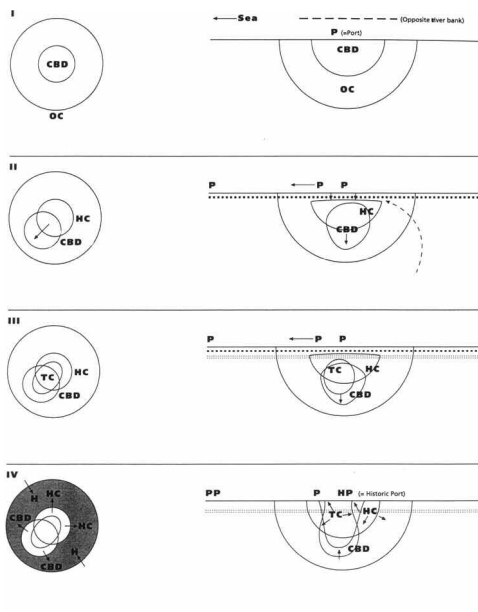 I
← Sea
(Opposite river bank)
P (=Port)
CBD
OC
CBD
OC
II
HC
CBD
P
← P
P
HC
CBD
III
TC
HC
CBD
P
← P
P
TC
HC
CBD
IV
H
HC
CBD
HC
H
CBD
PP
P
HP (= Historic Port)
TC
HC
CBD